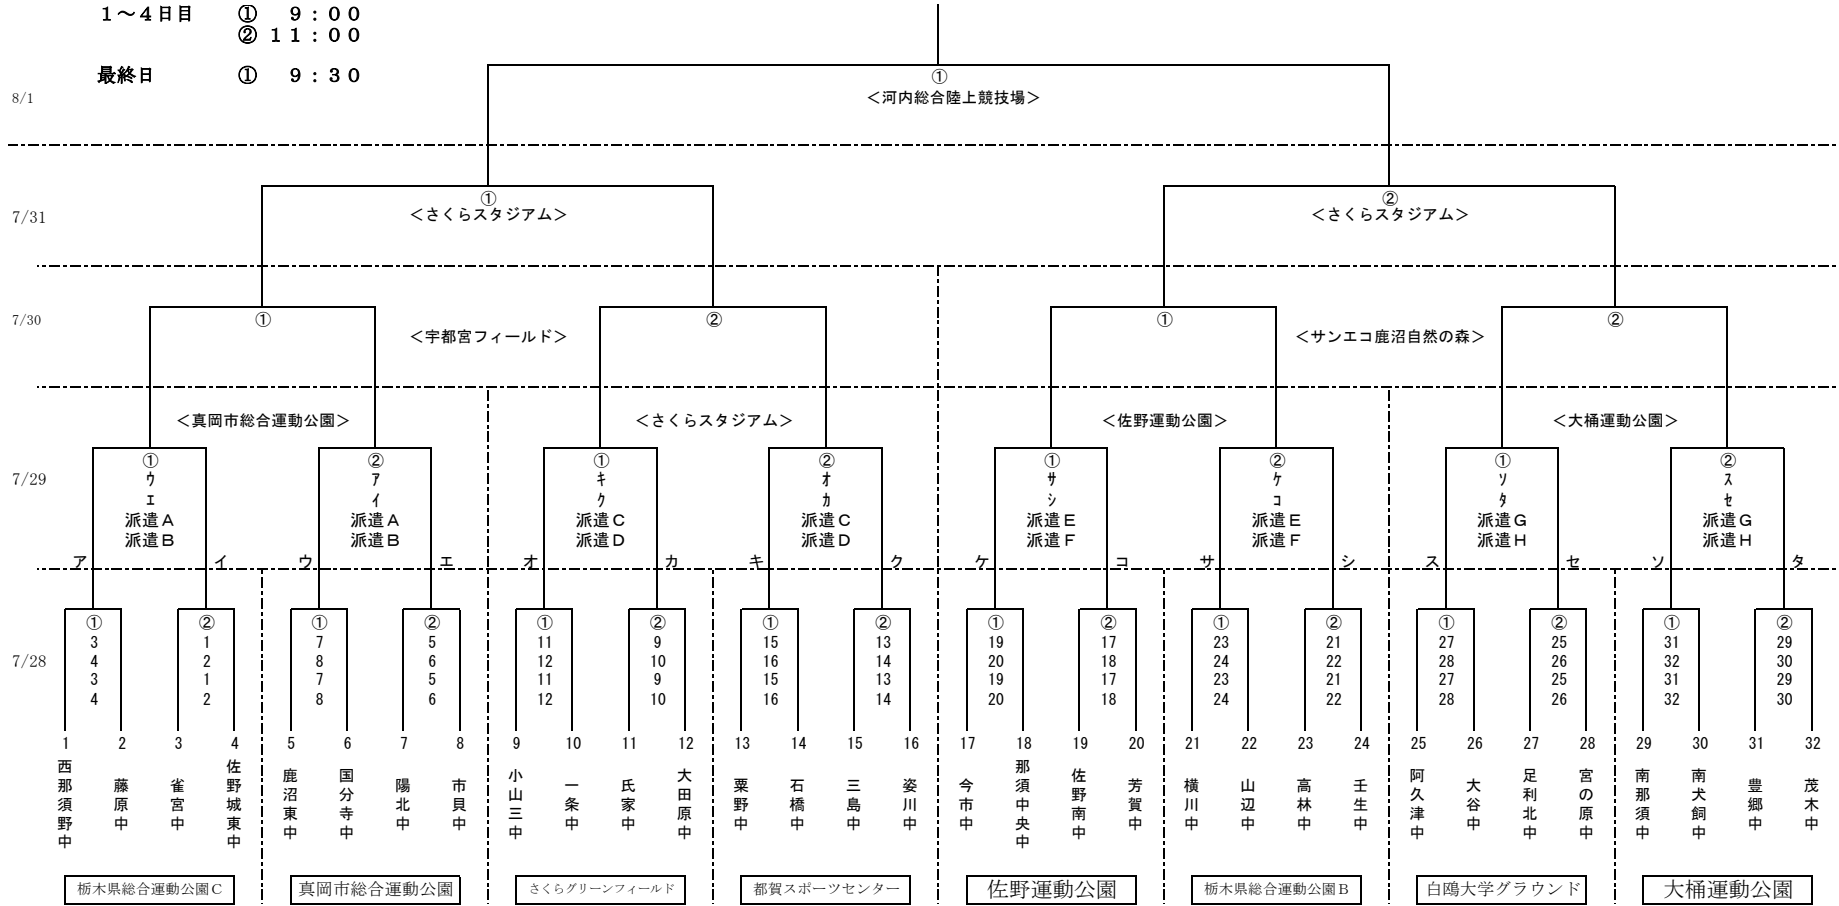 １～４日目　①　９：００
②１１：００
最終日　①　９：３０
8/1
①
＜河内総合陸上競技場＞
7/31
①
＜さくらスタジアム＞
②
＜さくらスタジアム＞
7/30
①
＜宇都宮フィールド＞
②
①
＜サンエコ鹿沼自然の森＞
②
＜真岡市総合運動公園＞
＜さくらスタジアム＞
＜佐野運動公園＞
＜大桶運動公園＞
7/29
① ② ① ② ① ② ① ②
ｳ ｱ ｷ ｵ ｻ ｹ ｿ ｽ
ｴ ｲ ｸ ｶ ｼ ｺ ﾀ ｾ
派遣Ａ 派遣Ａ 派遣Ｃ 派遣Ｃ 派遣Ｅ 派遣Ｅ 派遣Ｇ 派遣Ｇ
派遣Ｂ 派遣Ｂ 派遣Ｄ 派遣Ｄ 派遣Ｆ 派遣Ｆ 派遣Ｈ 派遣Ｈ
ア イ ウ エ オ カ キ ク ケ コ サ シ ス セ ソ タ
7/28
① ② ① ② ① ② ① ② ① ② ① ② ① ② ① ②
3 1 7 5 11 9 15 13 19 17 23 21 27 25 31 29
4 2 8 6 12 10 16 14 20 18 24 22 28 26 32 30
3 1 7 5 11 9 15 13 19 17 23 21 27 25 31 29
4 2 8 6 12 10 16 14 20 18 24 22 28 26 32 30
1 2 3 4 5 6 7 8 9 10 11 12 13 14 15 16 17 18 19 20 21 22 23 24 25 26 27 28 29 30 31 32
西那須野中
藤原中
雀宮中
佐野城東中
鹿沼東中
国分寺中
陽北中
市貝中
小山三中
一条中
氏家中
大田原中
粟野中
石橋中
三島中
姿川中
今市中
那須中央中
佐野南中
芳賀中
横川中
山辺中
高林中
壬生中
阿久津中
大谷中
足利北中
宮の原中
南那須中
南犬飼中
豊郷中
茂木中
栃木県総合運動公園Ｃ
真岡市総合運動公園
さくらグリーンフィールド
都賀スポーツセンター
佐野運動公園
栃木県総合運動公園Ｂ
白鴎大学グラウンド
大桶運動公園